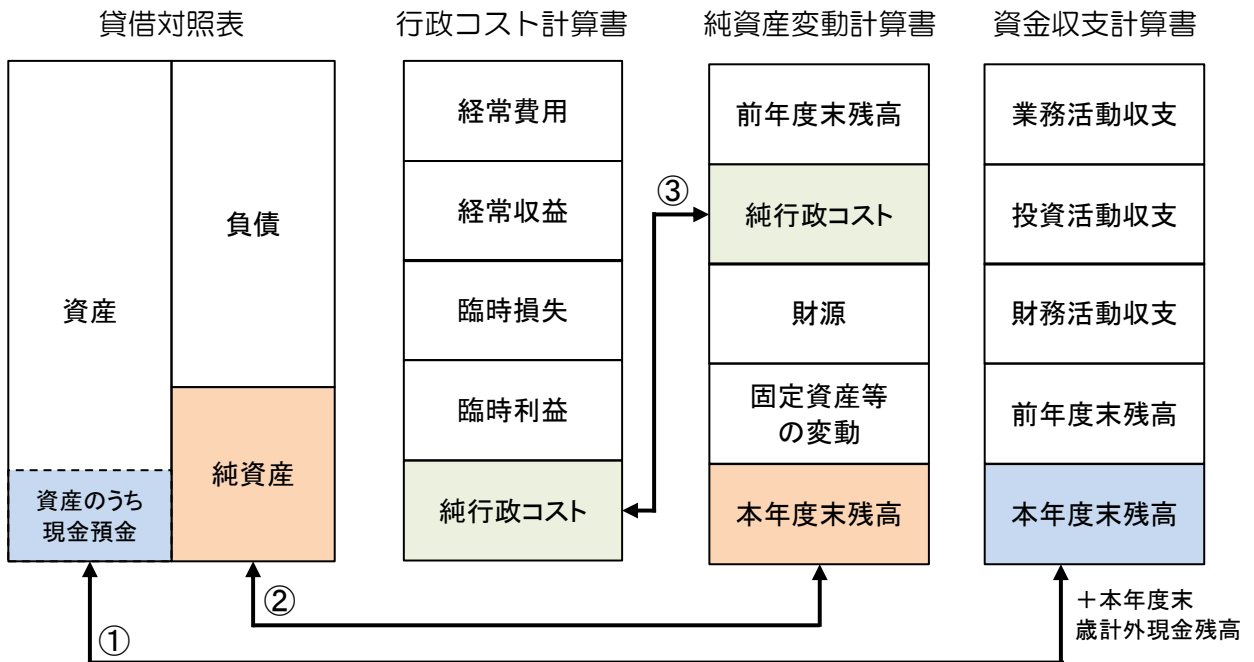 貸借対照表
資産
資産のうち
現金預金
負債
純資産
行政コスト計算書
経常費用
経常収益
臨時損失
臨時利益
純行政コスト
純資産変動計算書
前年度末残高
純行政コスト
財源
固定資産等
の変動
本年度末残高
資金収支計算書
業務活動収支
投資活動収支
財務活動収支
前年度末残高
本年度末残高
③
②
①
＋本年度末
歳計外現金残高